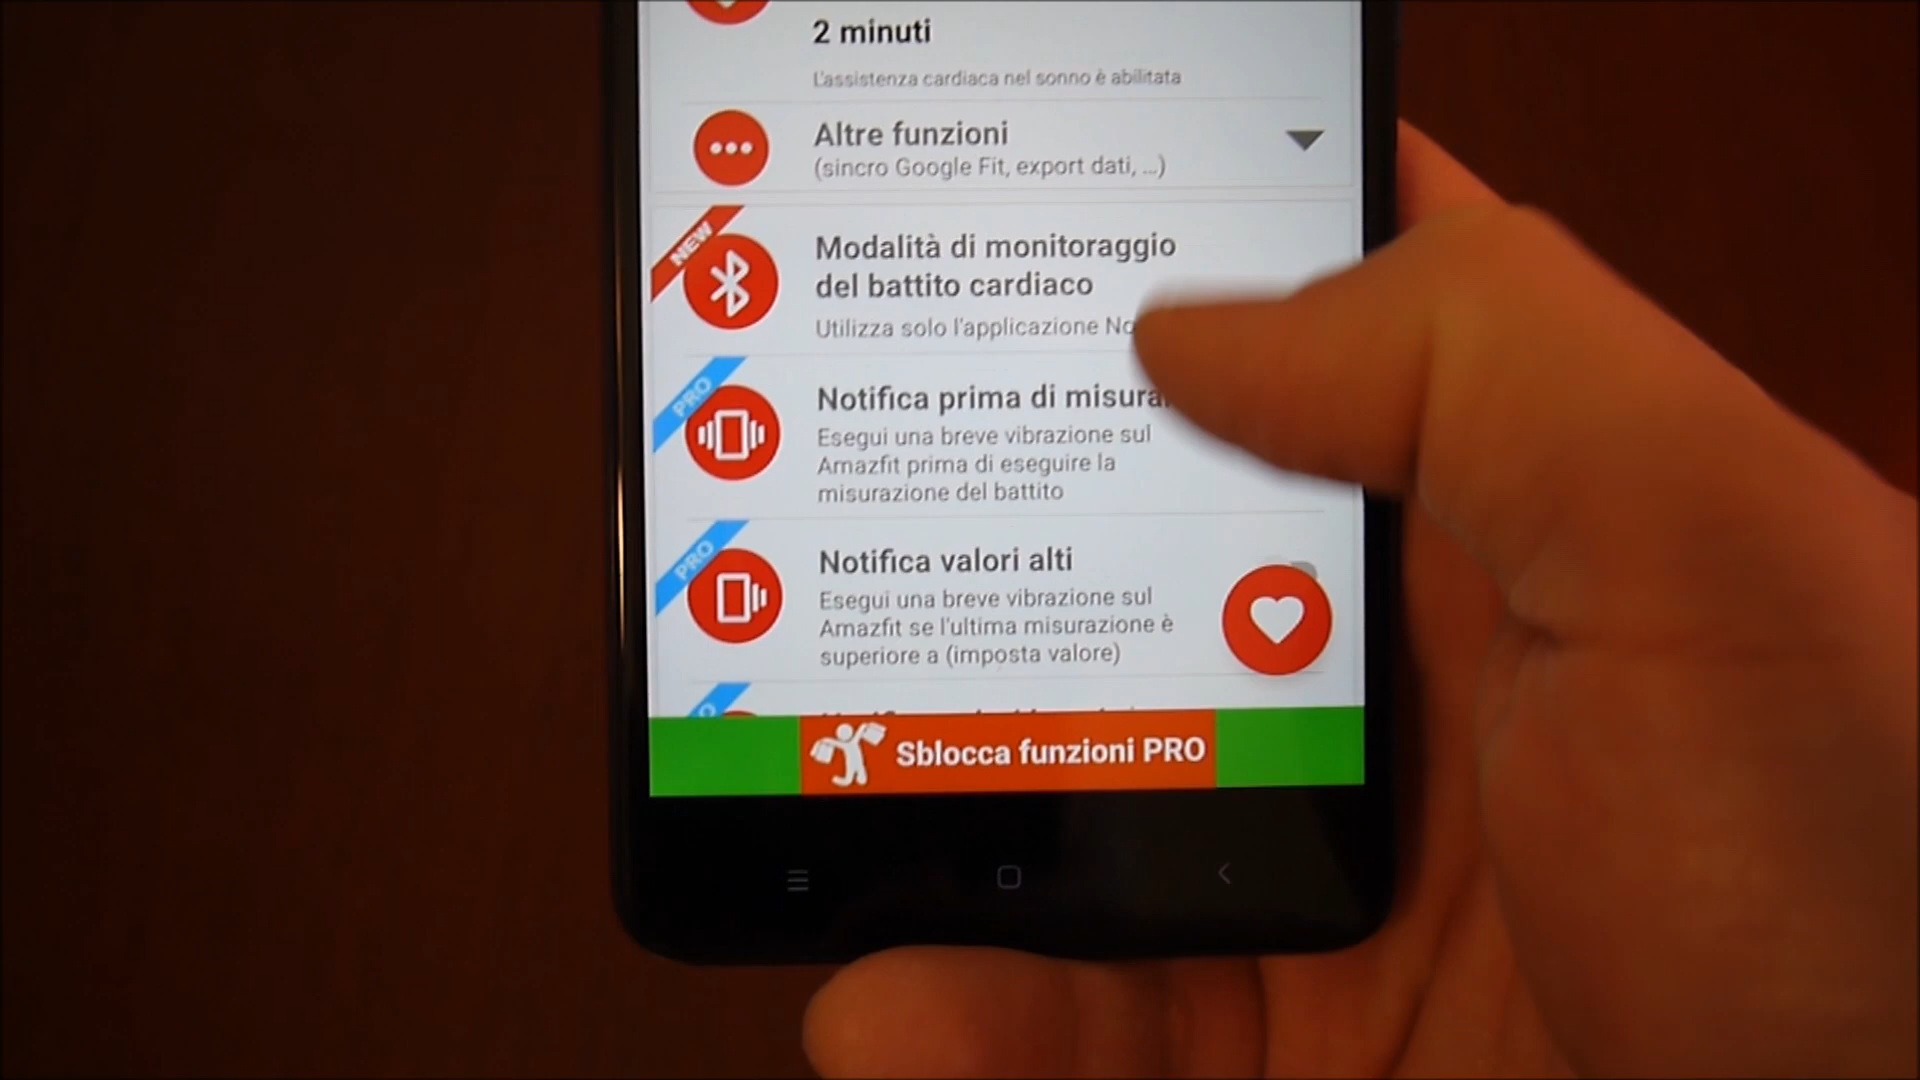 2 minuti
L'assistenza cardiaca nel sonno è abilitata
Altre funzioni
(sincro Google Fit, export dati, ...)
NEW
Modalità di monitoraggio
del battito cardiaco
Utilizza solo l'applicazione
PRO
Notifica prima di
Esegui una breve vibrazione sul
Amazfit prima di eseguire la
misurazione del battito
PRO
Notifica valori alti
Esegui una breve vibrazione sul
Amazfit se l'ultima misurazione è
superiore a (imposta valore)
Sblocca funzioni PRO